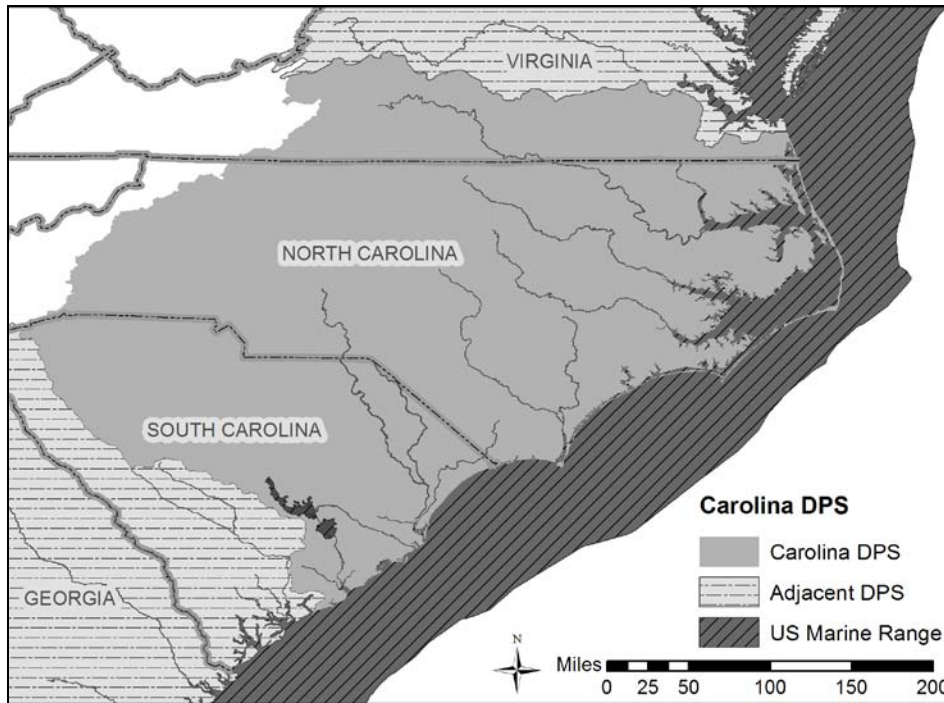 VIRGINIA
NORTH CAROLINA
SOUTH CAROLINA
GEORGIA
Carolina DPS
Carolina DPS
Adjacent DPS
US Marine Range
N
Miles
0 25 50 100 150 200